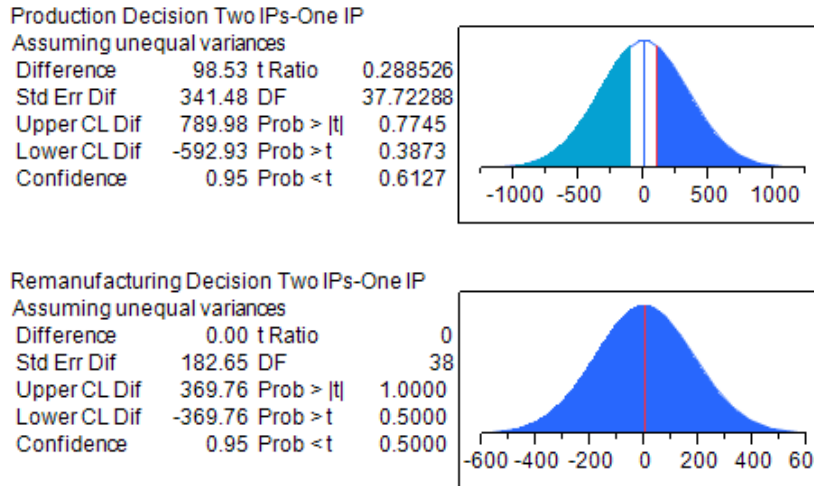 Production Decision Two IPs-One IP
Assuming unequal variances
Difference 98.53 t Ratio 0.288526
Std Err Dif 341.48 DF 37.72288
Upper CL Dif 789.98 Prob > |t| 0.7745
Lower CL Dif -592.93 Prob > t 0.3873
Confidence 0.95 Prob < t 0.6127
-1000 -500 0 500 1000
Remanufacturing Decision Two IPs-One IP
Assuming unequal variances
Difference 0.00 t Ratio 0
Std Err Dif 182.65 DF 38
Upper CL Dif 369.76 Prob > |t| 1.0000
Lower CL Dif -369.76 Prob > t 0.5000
Confidence 0.95 Prob < t 0.5000
-600 -400 -200 0 200 400 60